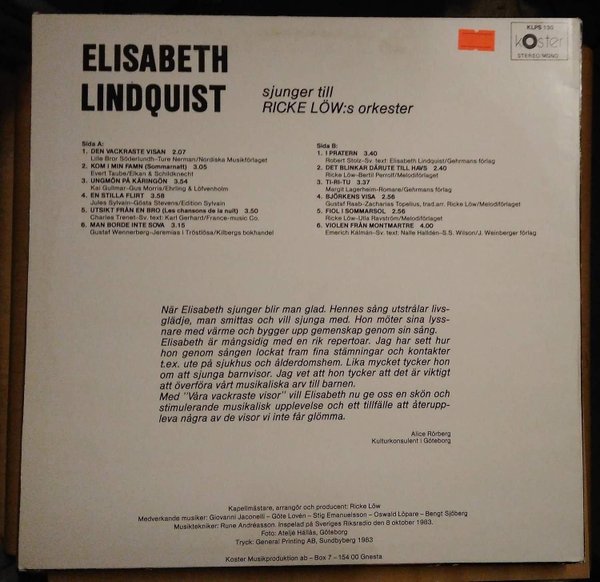 KLPS 130
koster
STEREO/MONO
ELISABETH
LINDQUIST
sjunger till
RICKE LÖW:s orkester
Sida A:
1. DEN VACKRASTE VISAN 2.07
Lille Bror Söderlundh-Ture Nerman/Nordiska Musikförlaget
2. KOM I MIN FAMN (Sommarnatt) 3.05
Evert Taube/Elkan & Schildknecht
3. UNGMÖN PÅ KÄRINGÖN 3.54
Kai Gullmar-Gus Morris/Ehrling & Löfvenholm
4. EN STILLA FLIRT 3.58
Jules Sylvain-Gösta Stevens/Edition Sylvain
5. UTSIKT FRÅN EN BRO (Les chansons de la nuit) 3.50
Charles Trenet-Sv. text: Karl Gerhard/France-music Co.
6. MAN BORDE INTE SOVA 3.15
Gustaf Wennerberg-Jeremias i Tröstlösa/Kilbergs bokhandel
Sida B:
1. I PRATERN 3.40
Robert Stolz-Sv. text: Elisabeth Lindquist/Gehrmans förlag
2. DET BLINKAR DÄRUTE TILL HAVS 2.40
Ricke Löw-Bertil Perrolf/Melodiförlaget
3. TI-RI-TI 3.37
Margit Lagerheim-Romare/Gehrmans förlag
4. BJÖRKENS VISA 2.56
Gustaf Raab-Zacharias Topelius, trad.arr. Ricke Löw/Melodiförlaget
5. FIOL I SOMMARSOL 2.56
Ricke Löw-Ulla Ravström/Melodiförlaget
6. VIOLEN FRÅN MONTMARTRE 4.00
Emerich Kálmán-Sv. text: Nalle Halldén-S.S. Wilson/J. Weinberger förlag
När Elisabeth sjunger blir man glad. Hennes sång utstrålar livs-
glädje, man smittas och vill sjunga med. Hon möter sina lyss-
nare med värme och bygger upp gemenskap genom sin sång.
Elisabeth är mångsidig med en rik repertoar. Jag har sett hur
hon genom sången lockat fram fina stämningar och kontakter
t.ex. ute på sjukhus och ålderdomshem. Lika mycket tycker hon
om att sjunga barnvisor. Jag vet att hon tycker att det är viktigt
att överföra vårt musikaliska arv till barnen.
Med "Våra vackraste visor" vill Elisabeth nu ge oss en skön och
stimulerande musikalisk upplevelse och ett tillfälle att återupp-
leva några av de visor vi inte får glömma.
Alice Rörberg
Kulturkonsulent i Göteborg
Kapellmästare, arrangör och producent: Ricke Löw
Medverkande musiker: Giovanni Jaconelli – Göte Lovén – Stig Emanuelsson – Oswald Löpare – Bengt Sjöberg
Musiktekniker: Rune Andréasson. Inspelad på Sveriges Riksradio den 8 oktober 1983.
Foto: Ateljé Hällås, Göteborg
Tryck: General Printing AB, Sundbyberg 1983
Koster Musikproduktion ab – Box 7 – 154 00 Gnesta